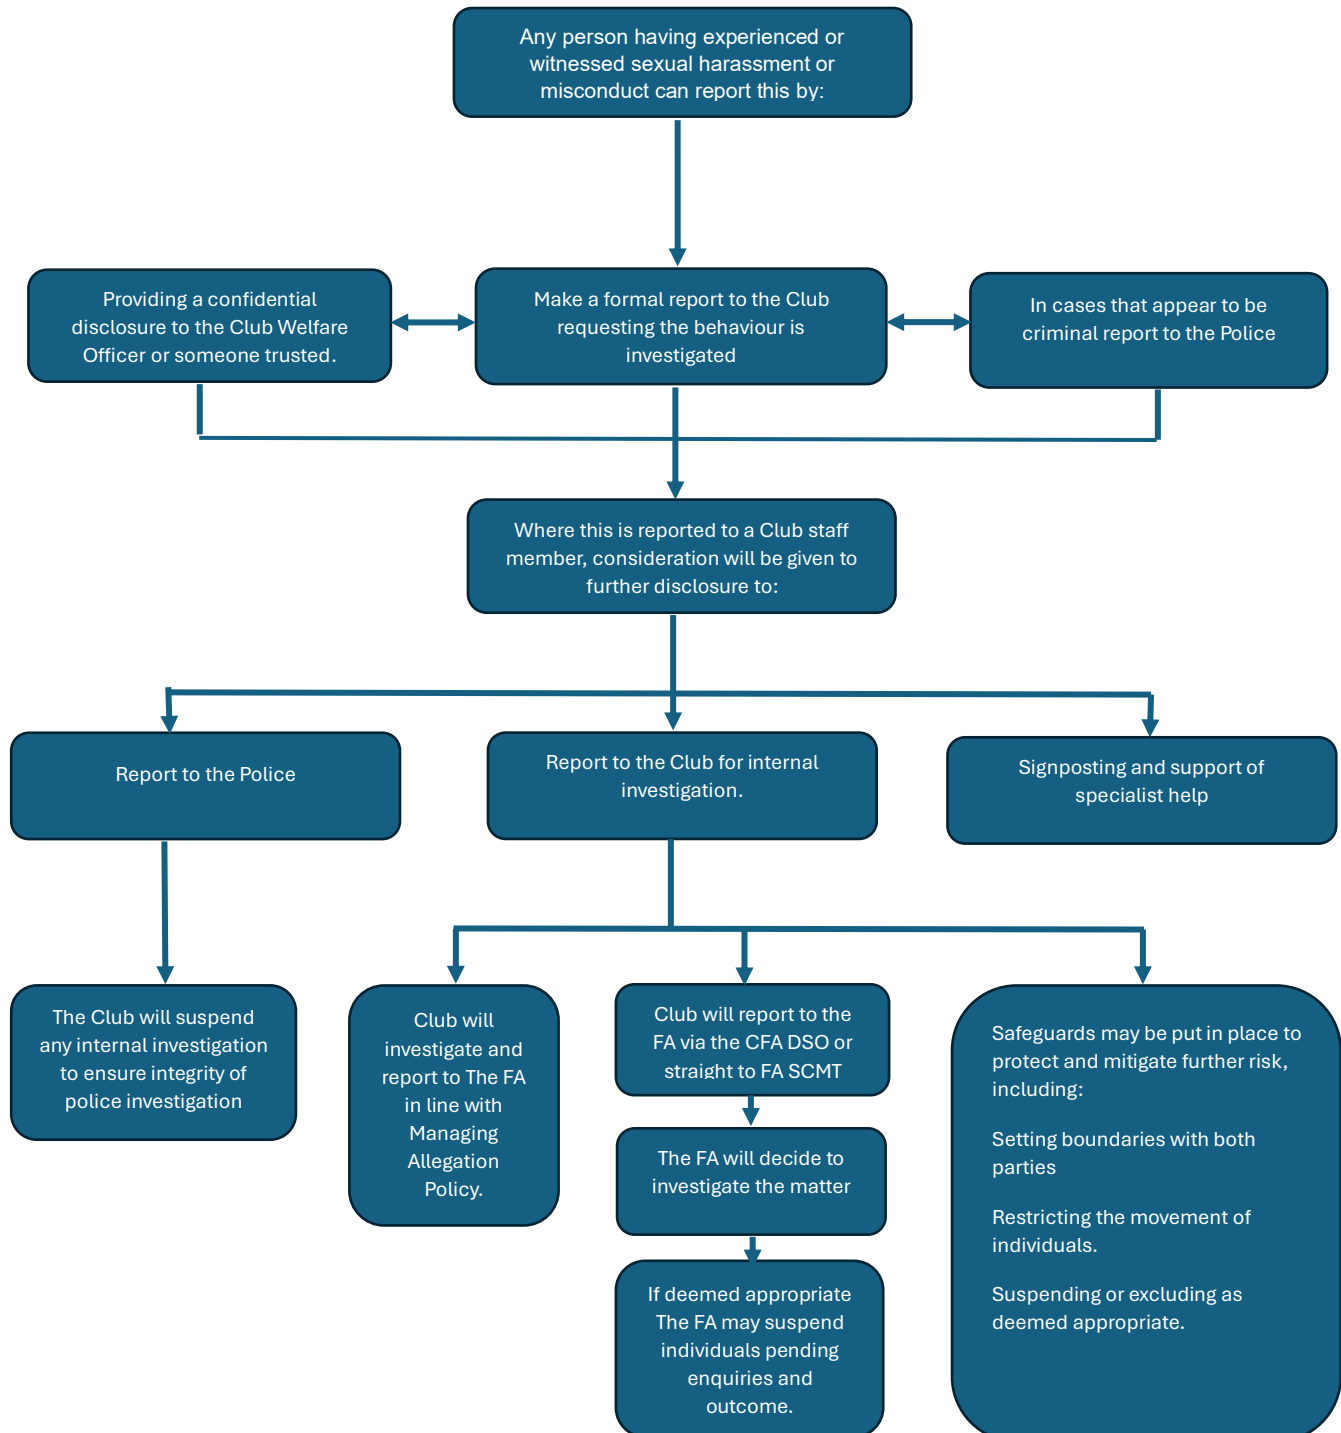 Any person having experienced or
witnessed sexual harassment or
misconduct can report this by:
Providing a confidential
disclosure to the Club Welfare
Officer or someone trusted.
Make a formal report to the Club
requesting the behaviour is
investigated
In cases that appear to be
criminal report to the Police
Where this is reported to a Club staff
member, consideration will be given to
further disclosure to:
Report to the Police
Report to the Club for internal
investigation.
Signposting and support of
specialist help
The Club will suspend
any internal investigation
to ensure integrity of
police investigation
Club will
investigate and
report to The FA
in line with
Managing
Allegation
Policy.
Club will report to the
FA via the CFA DSO or
straight to FA SCMT
The FA will decide to
investigate the matter
If deemed appropriate
The FA may suspend
individuals pending
enquiries and
outcome.
Safeguards may be put in place to
protect and mitigate further risk,
including:
Setting boundaries with both
parties
Restricting the movement of
individuals.
Suspending or excluding as
deemed appropriate.